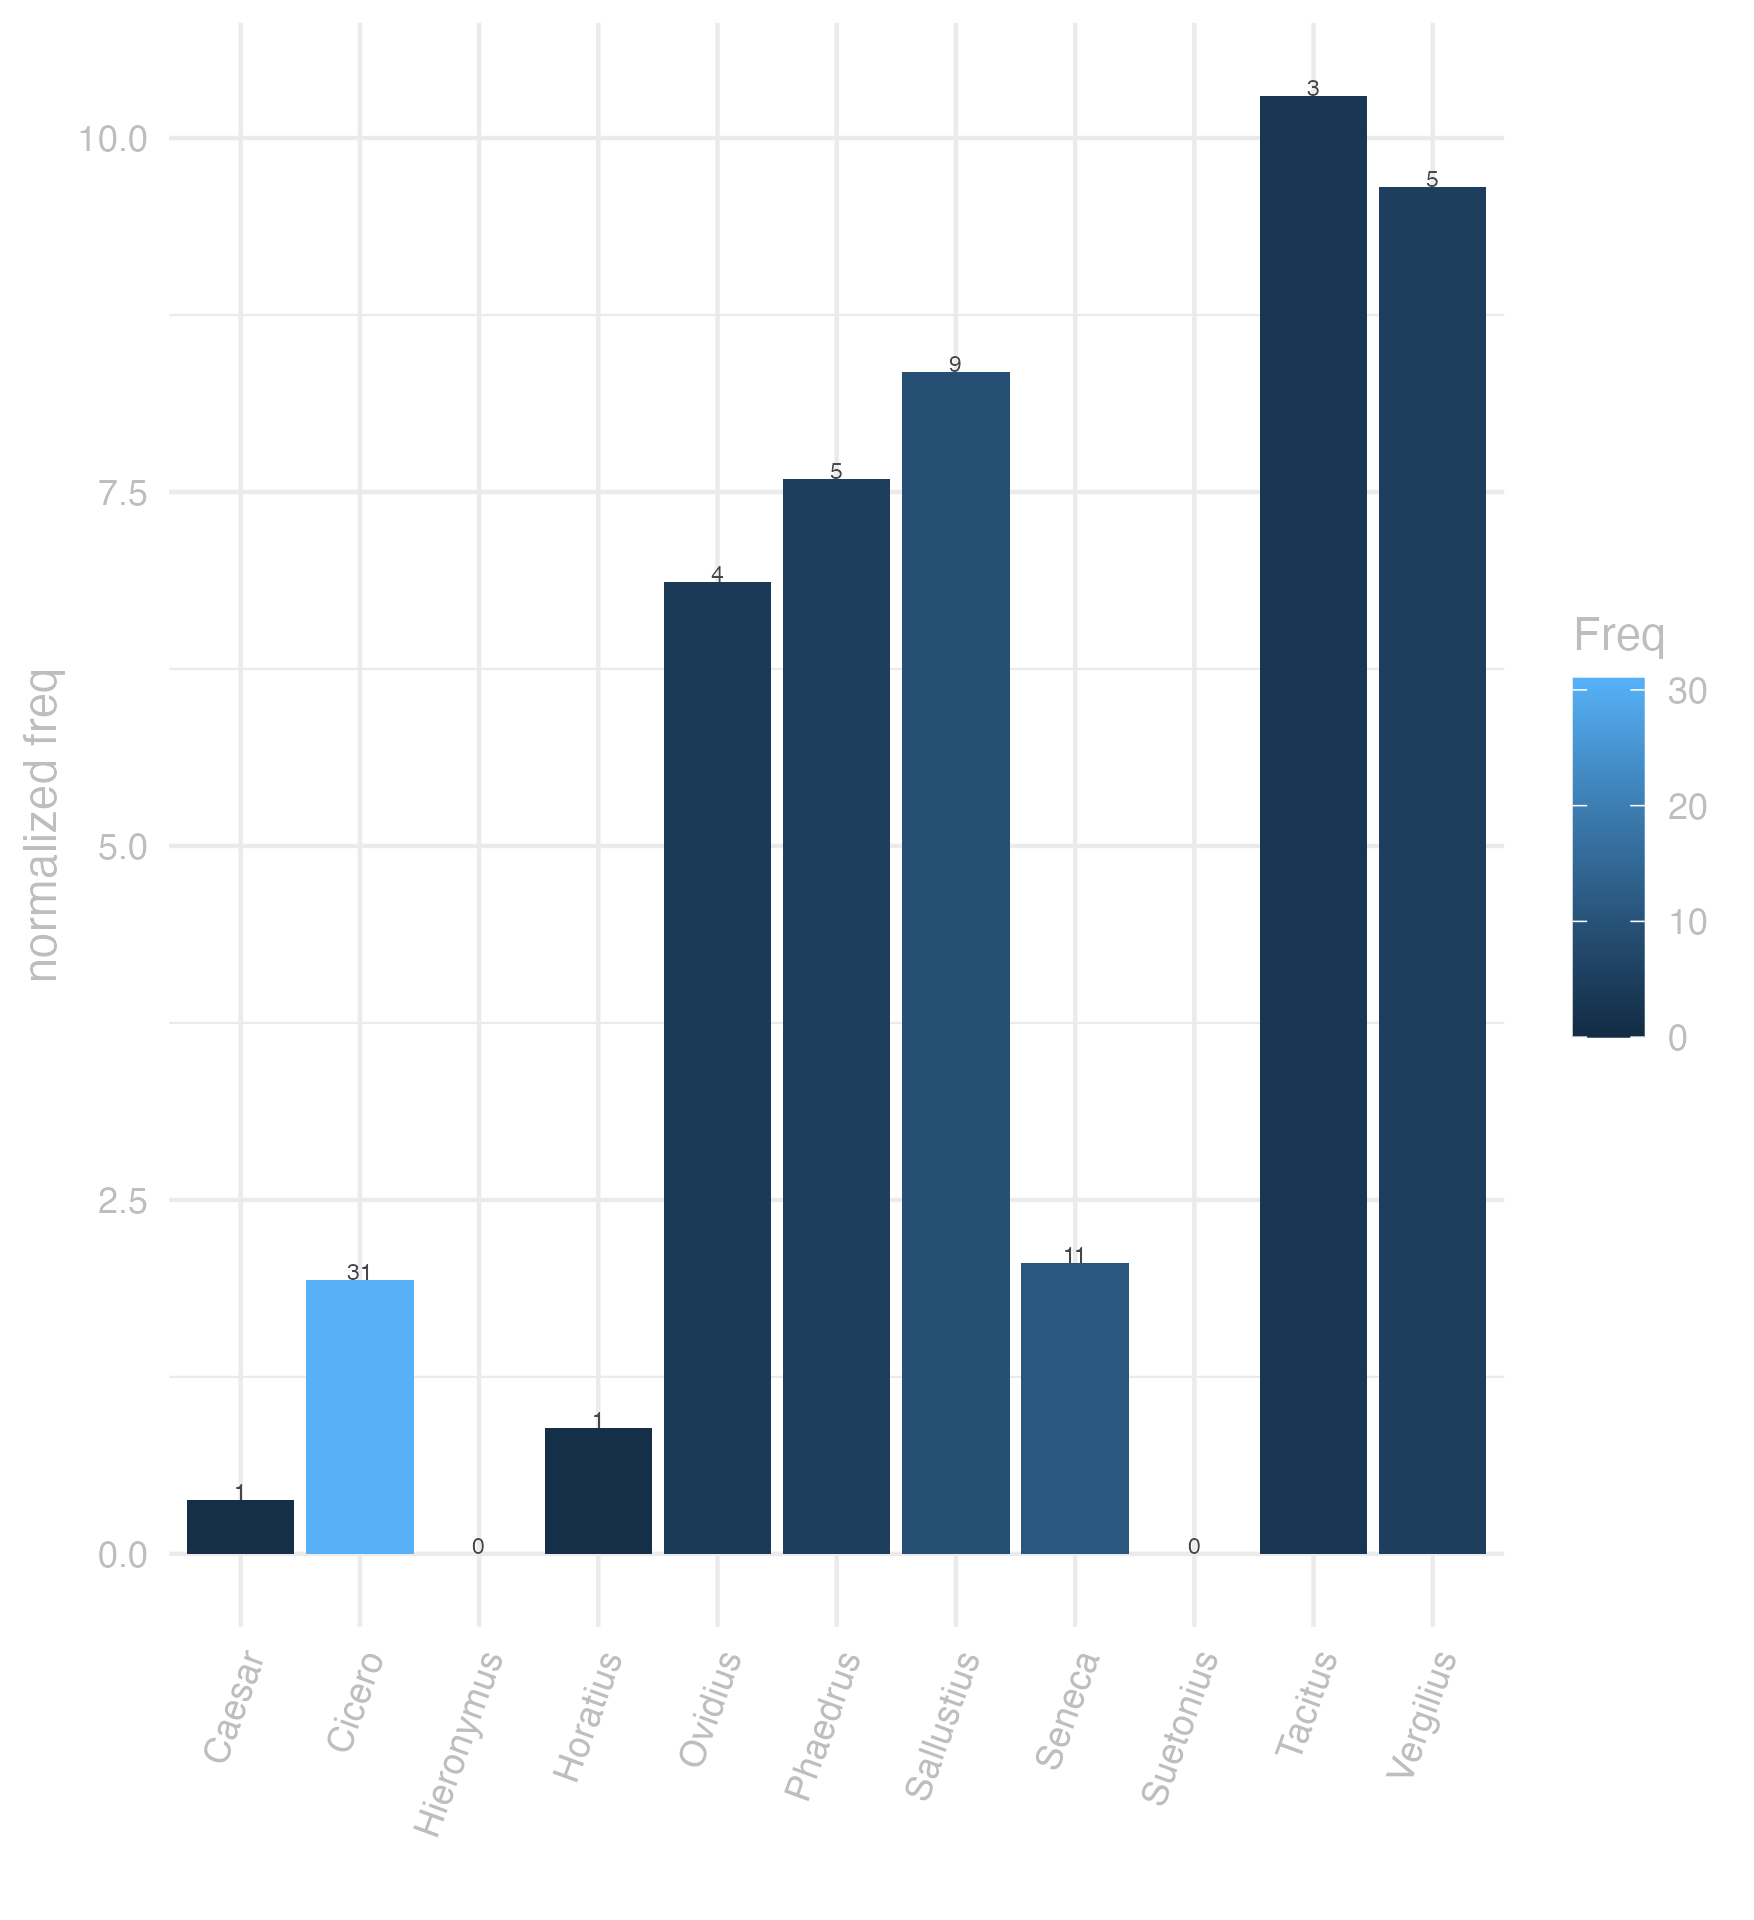 normalized freq
10.0
7.5
5.0
2.5
0.0
1
31
0
1
4
5
9
11
0
3
5
Caesar
Cicero
Hieronymus
Horatius
Ovidius
Phaedrus
Sallustius
Seneca
Suetonius
Tacitus
Vergilius
Freq
30
20
10
0